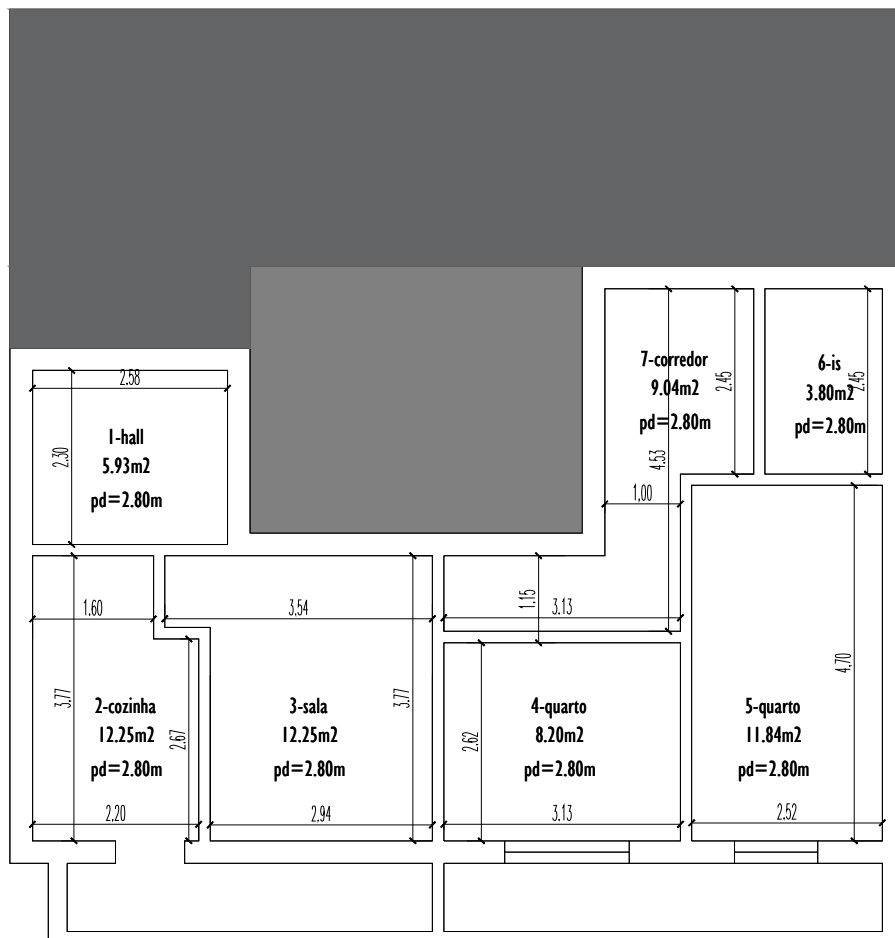 2.58
2.30
1-hall
5.93m2
pd=2.80m
7-corredor
9.04m2
pd=2.80m
2.45
4.53
1,00
6-is
3.80m2
pd=2.80m
2.45
1.60
3.77
2-cozinha
12.25m2
pd=2.80m
2.67
2,20
3,54
3.77
3-sala
12.25m2
pd=2.80m
2,94
1.15
3.13
2.62
4-quarto
8.20m2
pd=2.80m
3.13
4.70
5-quarto
11.84m2
pd=2.80m
2.52